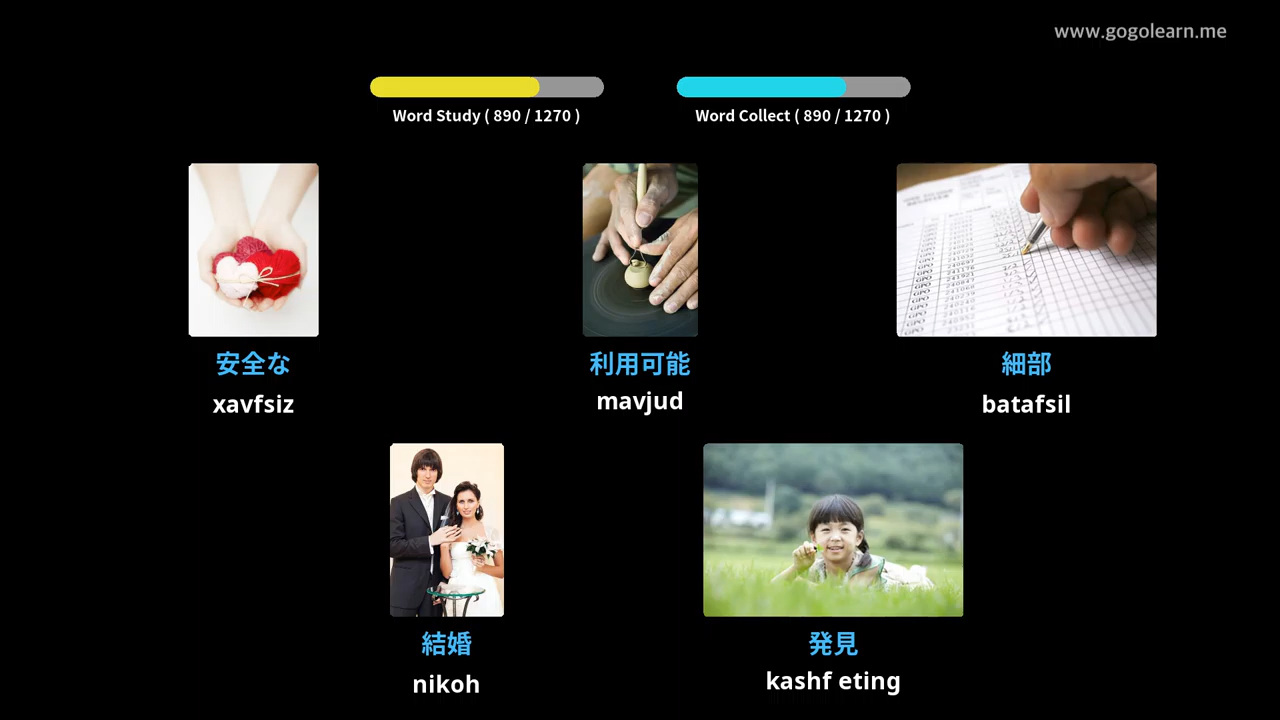 www.gogolearn.me
Word Study ( 890 / 1270 )
Word Collect ( 890 / 1270 )
安全な
xavfsiz
利用可能
mavjud
細部
batafsil
結婚
nikoh
発見
kashf eting